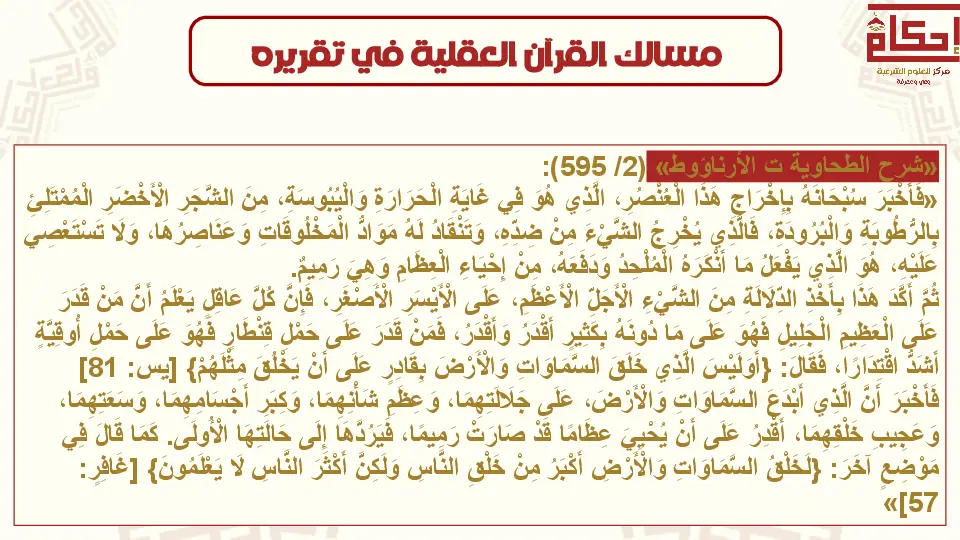 إحكام
مركز للعلوم الشرعية
وعي ومعرفة
مسالك القرآن العقلية في تقريره
«شرح الطحاوية ت الأرناؤوط» (2/ 595):
«فَأَخْبَرَ سُبْحَانَهُ بِإِخْرَاجِ هَذَا الْعُنْصُرِ، الَّذِي هُوَ فِي غَايَةِ الْحَرَارَةِ وَالْيُبُوسَةِ، مِنَ الشَّجَرِ الْأَخْضَرِ الْمُمْتَلِئِ
بِالرُّطُوبَةِ وَالْبُرُودَةِ، فَالَّذِي يُخْرِجُ الشَّيْءَ مِنْ ضِدِّهِ، وَتَنْقَادُ لَهُ مَوَادُّ الْمَخْلُوقَاتِ وَعَنَاصِرُهَا، وَلَا تَسْتَعْصِي
عَلَيْهِ، هُوَ الَّذِي يَفْعَلُ مَا أَنْكَرَهُ الْمُلْحِدُ وَدَفَعَهُ، مِنْ إِحْيَاءِ الْعِظَامِ وَهِيَ رَمِيمٌ.
ثُمَّ أَكَّدَ هَذَا بِأَخْذِ الدِّلَالَةِ مِنَ الشَّيْءِ الْأَجَلِّ الْأَعْظَمِ، عَلَى الْأَيْسَرِ الْأَصْغَرِ، فَإِنَّ كُلَّ عَاقِلٍ يَعْلَمُ أَنَّ مَنْ قَدَرَ
عَلَى الْعَظِيمِ الْجَلِيلِ فَهُوَ عَلَى مَا دُونَهُ بِكَثِيرٍ أَقْدَرُ وَأَقْدَرُ، فَمَنْ قَدَرَ عَلَى حَمْلِ قِنْطَارٍ فَهُوَ عَلَى حَمْلِ أُوقِيَّةٍ
أَشَدُّ اقْتِدَارًا، فَقَالَ: {أَوَلَيْسَ الَّذِي خَلَقَ السَّمَاوَاتِ وَالْأَرْضَ بِقَادِرٍ عَلَى أَنْ يَخْلُقَ مِثْلَهُمْ} [يس: 81]
فَأَخْبَرَ أَنَّ الَّذِي أَبْدَعَ السَّمَاوَاتِ وَالْأَرْضَ، عَلَى جَلَالَتِهِمَا، وَعِظَمِ شَأْنِهِمَا، وَكِبَرِ أَجْسَامِهِمَا، وَسَعَتِهِمَا،
وَعَجِيبِ خَلْقِهِمَا، أَقْدَرُ عَلَى أَنْ يُحْيِيَ عِظَامًا قَدْ صَارَتْ رَمِيمًا، فَيَرُدَّهَا إِلَى حَالَتِهَا الْأُولَى. كَمَا قَالَ فِي
مَوْضِعٍ آخَرَ: {لَخَلْقُ السَّمَاوَاتِ وَالْأَرْضِ أَكْبَرُ مِنْ خَلْقِ النَّاسِ وَلَكِنَّ أَكْثَرَ النَّاسِ لَا يَعْلَمُونَ} [غَافِرٍ:
57]»